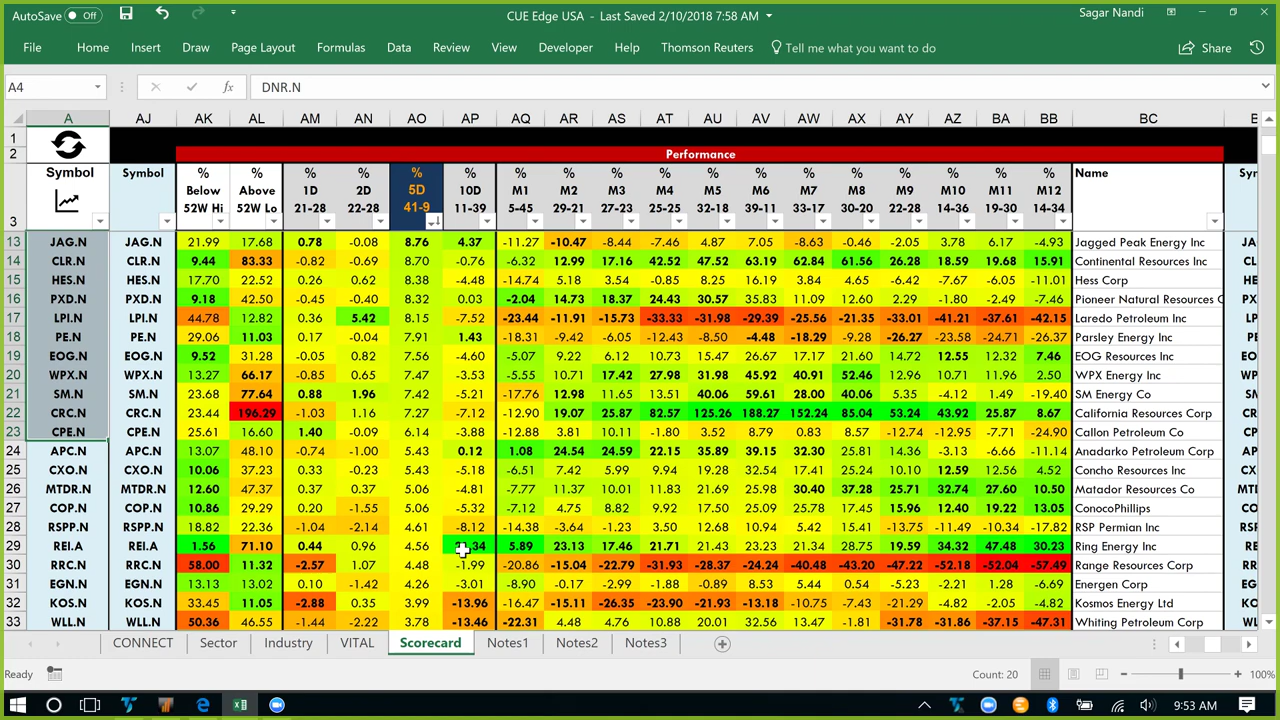 AutoSave Off CUE Edge USA - Last Saved 2/10/2018 7:58 AM Sagar Nandi
File Home Insert Draw Page Layout Formulas Data Review View Developer Help Thomson Reuters Tell me what you want to do Share
A4 fx DNR.N
A AJ AK AL AM AN AO AP AQ AR AS AT AU AV AW AX AY AZ BA BB BC
1
2 Performance
Symbol Symbol % % % % % % % % % % % % % % % % % % Name
Below Above 1D 2D 5D 10D M1 M2 M3 M4 M5 M6 M7 M8 M9 M10 M11 M12
3 52W Hi 52W Lo 21-28 22-28 41-9 11-39 5-45 29-21 27-23 25-25 32-18 39-11 33-17 30-20 22-28 14-36 19-30 14-34
13 JAG.N JAG.N 21.99 17.68 0.78 -0.08 8.76 4.37 -11.27 -10.47 -8.44 -7.46 4.87 7.05 -8.63 -0.46 -2.05 3.78 6.17 -4.93 Jagged Peak Energy Inc JA
14 CLR.N CLR.N 9.44 83.33 -0.82 -0.69 8.70 -0.76 -6.32 12.99 17.16 42.52 47.52 63.19 62.84 61.56 26.28 18.59 19.68 15.91 Continental Resources Inc CL
15 HES.N HES.N 17.70 22.52 0.26 0.62 8.38 -4.48 -14.74 5.18 3.54 -0.85 8.25 19.13 3.84 4.65 -6.42 -7.67 -6.05 -11.01 Hess Corp HE
16 PXD.N PXD.N 9.18 42.50 -0.45 -0.40 8.32 0.03 -2.04 14.73 18.37 24.43 30.57 35.83 11.09 12.60 2.29 -1.80 -2.49 -7.46 Pioneer Natural Resources C PX
17 LPI.N LPI.N 44.78 12.82 0.36 5.42 8.15 -7.52 -23.44 -11.91 -15.73 -33.33 -31.98 -29.39 -25.56 -21.35 -33.01 -41.21 -37.61 -42.15 Laredo Petroleum Inc LP
18 PE.N PE.N 29.06 11.03 0.17 -0.04 7.91 1.43 -18.31 -9.42 -6.05 -12.43 -8.50 -4.48 -18.29 -9.69 -26.27 -23.58 -24.71 -26.37 Parsley Energy Inc PE
19 EOG.N EOG.N 9.52 31.28 -0.05 0.82 7.56 -4.60 -5.07 9.22 6.12 10.73 15.47 26.67 17.17 21.60 14.72 12.55 12.32 7.46 EOG Resources Inc EO
20 WPX.N WPX.N 13.27 66.17 -0.85 0.65 7.47 -3.53 -5.55 10.71 17.42 27.98 31.98 45.92 40.91 52.46 12.96 10.71 9.96 2.50 WPX Energy Inc WP
21 SM.N SM.N 23.68 77.64 0.88 1.96 7.42 -5.21 -17.76 12.98 11.65 13.51 40.06 59.61 28.00 40.06 5.35 -4.12 1.49 -19.40 SM Energy Co SM
22 CRC.N CRC.N 23.44 196.29 -1.03 1.16 7.27 -7.12 -12.90 19.07 25.87 82.57 125.26 188.27 152.24 85.04 53.24 43.92 25.87 8.67 California Resources Corp CR
23 CPE.N CPE.N 25.61 16.60 1.40 -0.09 6.14 -3.88 -12.88 3.81 10.11 -1.80 3.52 8.79 0.83 8.57 -12.74 -12.95 -7.71 -24.90 Callon Petroleum Co CP
24 APC.N APC.N 13.07 48.10 -0.74 -1.00 5.43 0.12 1.08 24.54 24.59 22.15 35.89 39.15 32.30 25.81 14.36 -3.13 -6.66 -11.14 Anadarko Petroleum Corp AP
25 CXO.N CXO.N 10.06 37.23 0.33 -0.23 5.43 -5.18 -6.51 7.42 5.99 9.94 19.28 32.54 17.41 25.24 10.10 12.59 11.12 4.52 Concho Resources Inc CX
26 MTDR.N MTDR.N 12.60 47.37 0.37 0.37 5.06 -4.81 -7.77 11.37 10.01 11.83 21.69 25.98 30.40 37.28 25.71 32.74 27.60 10.50 Matador Resources Co MT
27 COP.N COP.N 10.86 29.29 0.20 -1.55 5.06 -5.32 -7.12 4.75 8.82 9.92 17.50 25.09 17.78 17.45 15.96 12.40 19.22 13.05 ConocoPhillips CO
28 RSPP.N RSPP.N 18.82 22.36 -1.04 -2.14 4.61 -8.12 -14.38 -3.64 -1.23 3.50 12.68 10.94 5.42 15.41 -13.75 -11.49 -10.34 -17.82 RSP Permian Inc RS
29 REI.A REI.A 1.56 71.10 0.44 0.96 4.56 5.89 23.13 17.46 21.71 21.43 23.23 21.34 28.75 19.59 34.32 47.48 30.23 Ring Energy Inc RE
30 RRC.N RRC.N 58.00 11.32 -2.57 1.07 4.48 -1.99 -20.86 -15.04 -22.79 -31.93 -28.37 -24.24 -40.48 -43.20 -47.22 -52.18 -52.04 -57.49 Range Resources Corp RR
31 EGN.N EGN.N 13.13 13.02 0.10 -1.42 4.26 -3.01 -8.90 -0.17 -2.99 -1.88 -0.89 8.53 5.44 0.54 -5.23 -2.21 1.28 -6.69 Energen Corp EG
32 KOS.N KOS.N 33.45 11.05 -2.88 0.35 3.99 -13.96 -16.47 -15.11 -26.35 -23.90 -21.93 -13.18 -10.75 -7.43 -21.29 -4.82 -2.05 -4.82 Kosmos Energy Ltd KO
33 WLL.N WLL.N 50.36 46.55 -1.44 -2.22 3.78 -13.46 -22.31 4.48 4.76 10.88 20.01 32.56 13.47 -1.81 -31.78 -31.86 -37.15 -47.31 Whiting Petroleum Corp WL
CONNECT Sector Industry VITAL Scorecard Notes1 Notes2 Notes3
Ready Count: 20 100%
9:53 AM